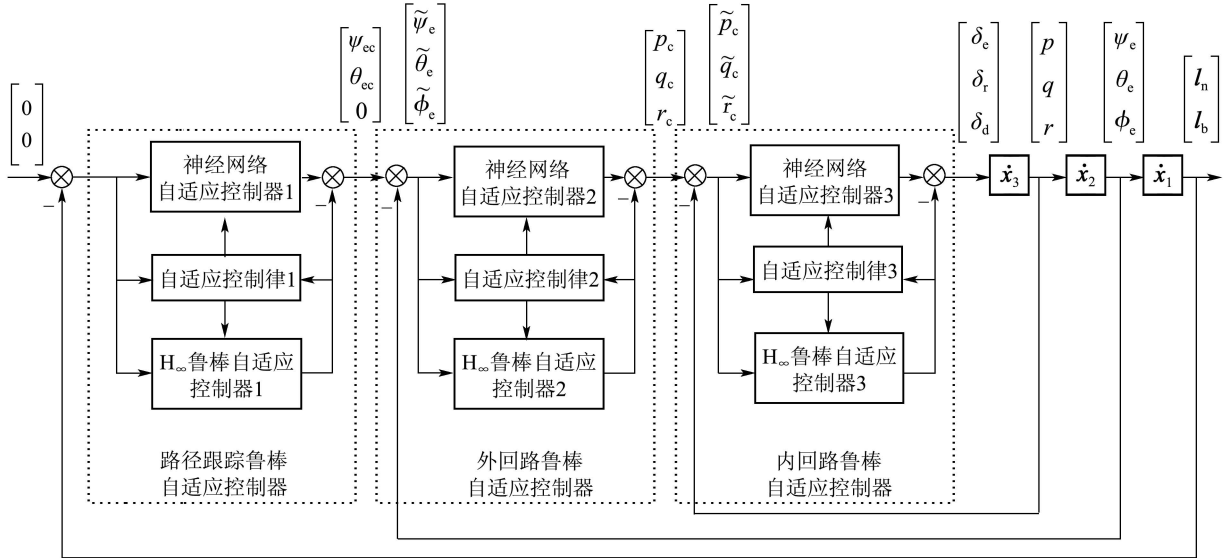 0
0
−
神经网络
自适应控制器1
自适应控制律1
H∞鲁棒自适应
控制器1
路径跟踪鲁棒
自适应控制器
−
ψec
θec
0
ψ̃e
θ̃e
ϕ̃e
−
神经网络
自适应控制器2
自适应控制律2
H∞鲁棒自适应
控制器2
外回路鲁棒
自适应控制器
−
pc
qc
rc
p̃c
q̃c
r̃c
−
神经网络
自适应控制器3
自适应控制律3
H∞鲁棒自适应
控制器3
内回路鲁棒
自适应控制器
−
δe
δr
δd
ẋ3
p
q
r
ẋ2
ψe
θe
ϕe
ẋ1
ln
lb